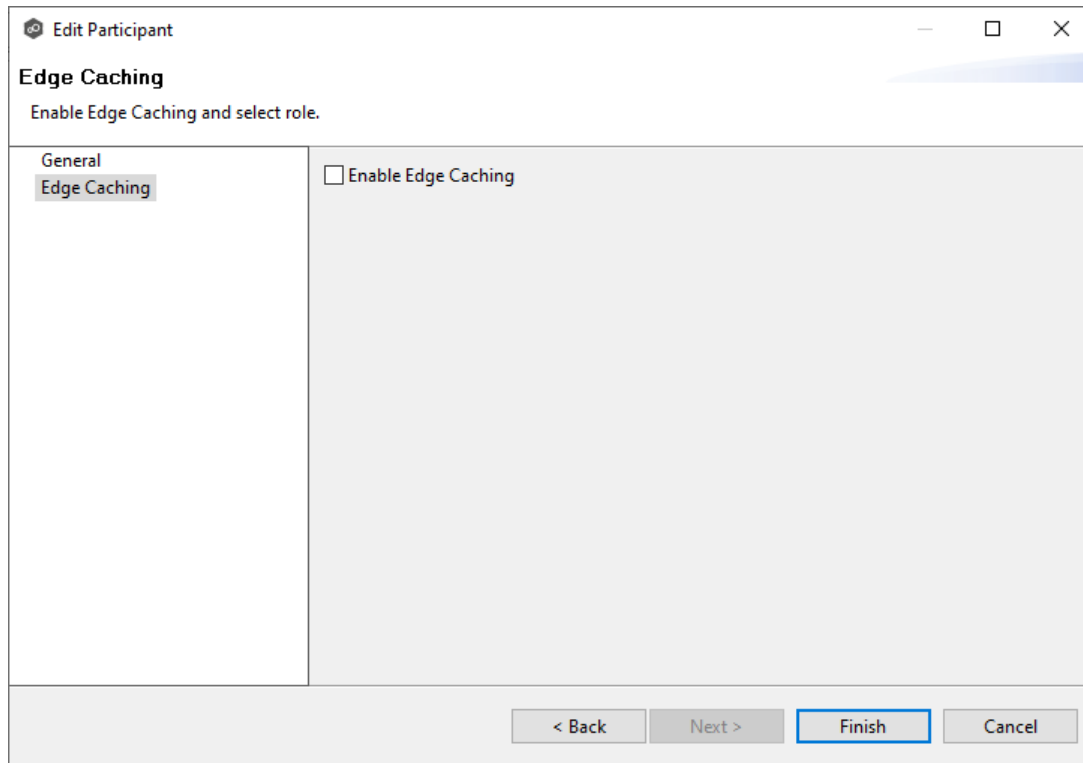 Edit Participant
Edge Caching
Enable Edge Caching and select role.
General
Edge Caching
Enable Edge Caching
< Back
Next >
Finish
Cancel